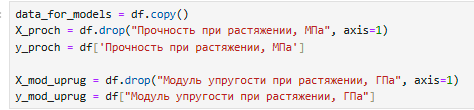 data_for_models = df.copy()
X_proch = df.drop("Прочность при растяжении, МПа", axis=1)
y_proch = df['Прочность при растяжении, МПа']
X_mod_uprug = df.drop("Модуль упругости при растяжении, ГПа", axis=1)
y_mod_uprug = df["Модуль упругости при растяжении, ГПа"]